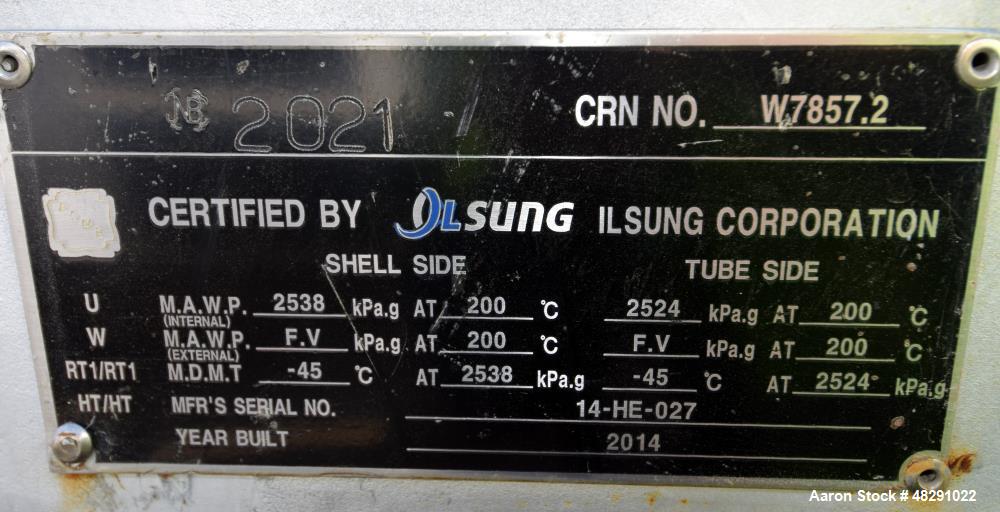 NB 2021 CRN NO. W7857.2
CERTIFIED BY ILSUNG ILSUNG CORPORATION
SHELL SIDE TUBE SIDE
U M.A.W.P. (INTERNAL) 2538 kPa.g AT 200 ℃ 2524 kPa.g AT 200 ℃
W M.A.W.P. (EXTERNAL) F.V kPa.g AT 200 ℃ F.V kPa.g AT 200 ℃
RT1/RT1 M.D.M.T -45 ℃ AT 2538 kPa.g -45 ℃ AT 2524 kPa.g
HT/HT MFR'S SERIAL NO. 14-HE-027
YEAR BUILT 2014
Aaron Stock # 48291022